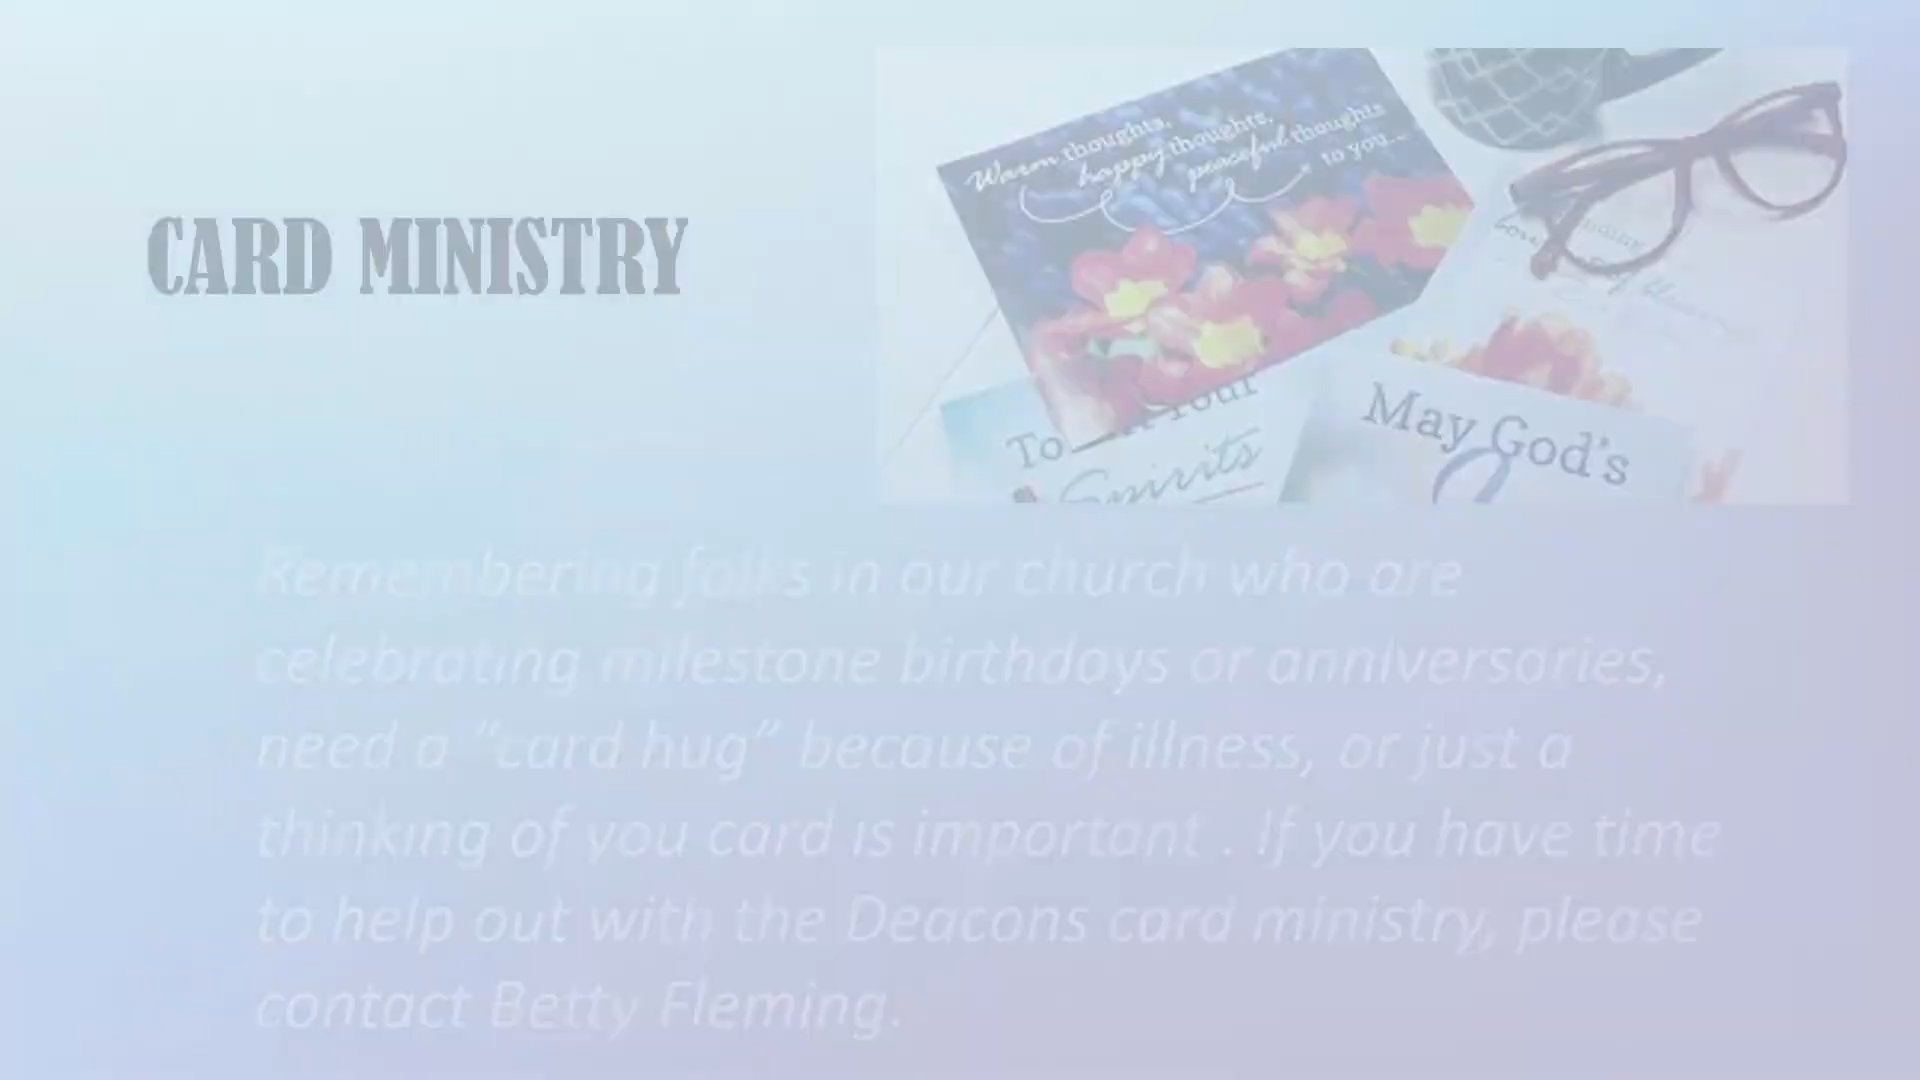 CARD MINISTRY
Warm thoughts,
happy thoughts,
peaceful thoughts
to you...
To Your
Spirits
May God's
Remembering folks in our church who are
celebrating milestone birthdays or anniversaries,
need a “card hug” because of illness, or just a
thinking of you card is important . If you have time
to help out with the Deacons card ministry, please
contact Betty Fleming.